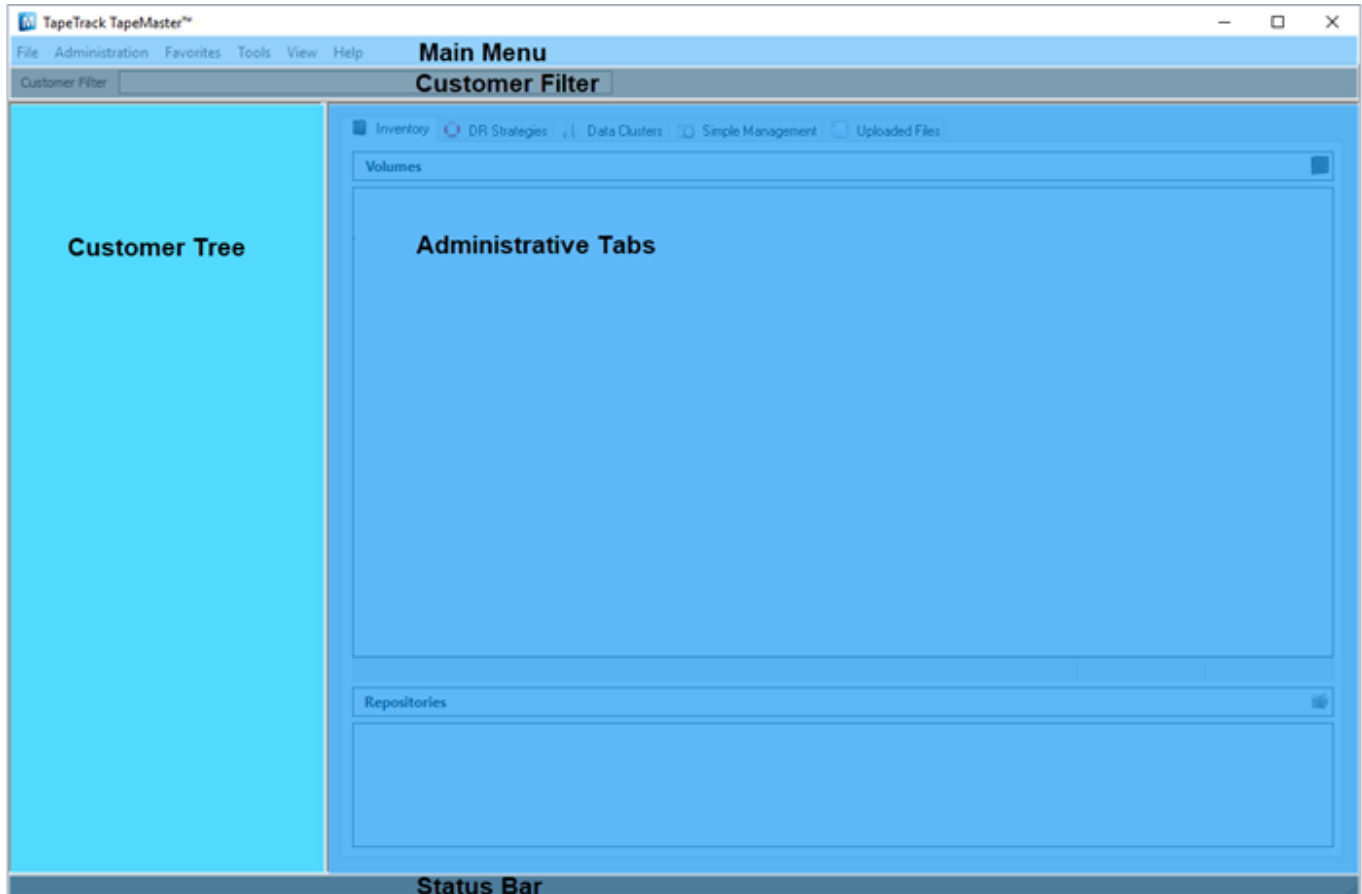 TapeTrack TapeMaster™
File Administration Favorites Tools View Help Main Menu
Customer Filter Customer Filter
Inventory DR Strategies Data Clusters Simple Management Uploaded Files
Volumes
Customer Tree Administrative Tabs
Repositories
Status Bar